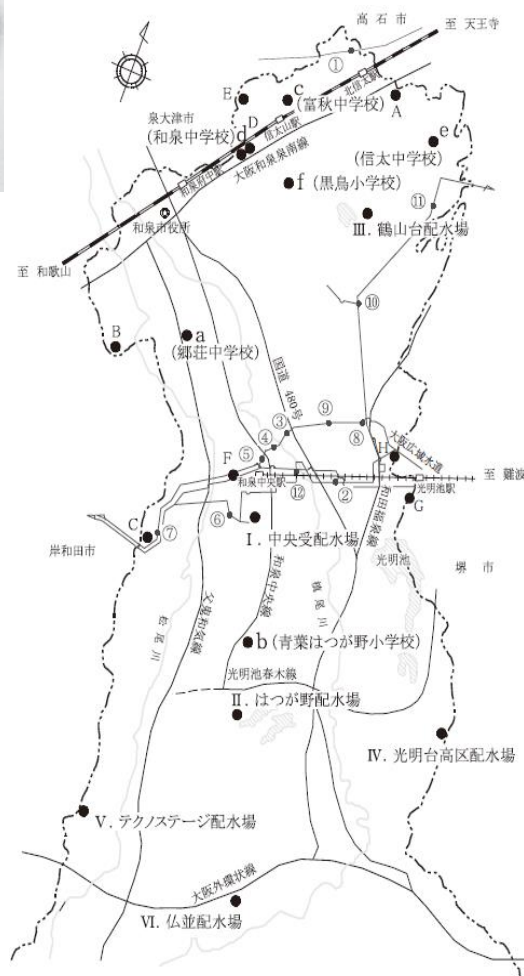 高石市
至 天王寺
①
北信太駅
E
c
(富秋中学校)
A
泉大津市
D
信太山駅
(和泉中学校)
d
大阪和泉泉南線
e
(信太中学校)
和泉府中駅
f (黒鳥小学校)
⑪
和泉市役所
Ⅲ. 鶴山台配水場
至 和歌山
⑩
B
a
(郷荘中学校)
国道 480号
③
⑨
⑧
④
⑤
大阪広域水道
H
F
和泉中央駅
至 難波
⑫
②
光明池駅
G
⑥
C
⑦
Ⅰ. 中央受配水場
岸和田市
光明池
堺 市
父鬼和気線
松尾川
和泉中央線
槙尾川
b (青葉はつが野小学校)
光明池春木線
Ⅱ. はつが野配水場
Ⅳ. 光明台高区配水場
Ⅴ. テクノステージ配水場
大阪外環状線
Ⅵ. 仏並配水場